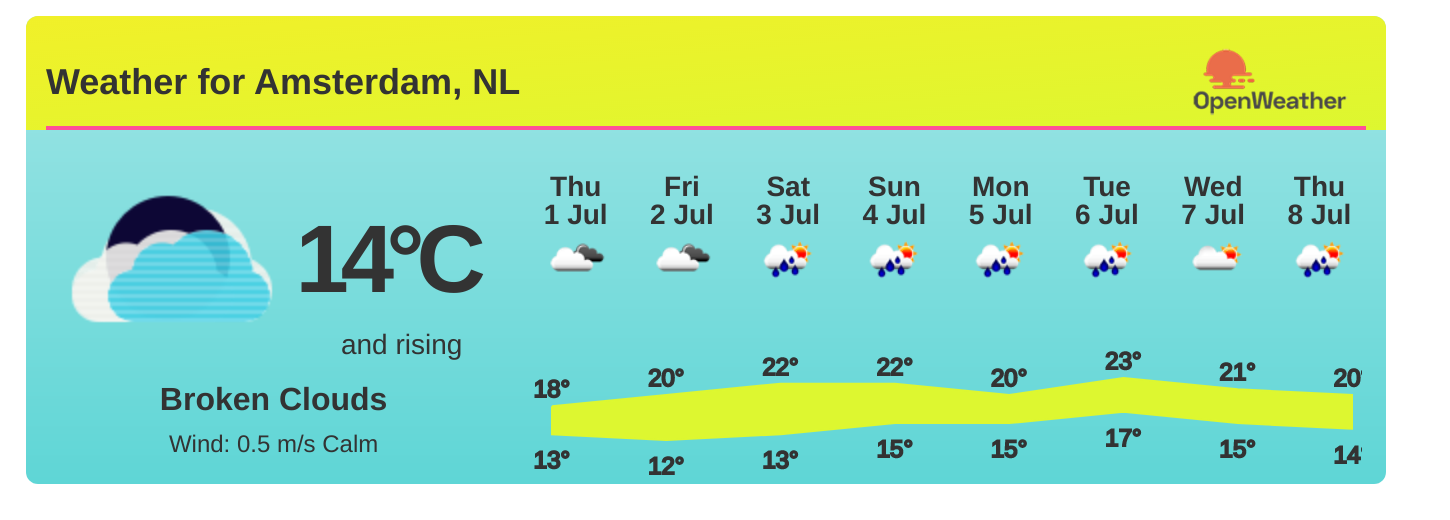 Weather for Amsterdam, NL
OpenWeather
Thu Fri Sat Sun Mon Tue Wed Thu
1 Jul 2 Jul 3 Jul 4 Jul 5 Jul 6 Jul 7 Jul 8 Jul
14°C
and rising
Broken Clouds
Wind: 0.5 m/s Calm
18° 20° 22° 22° 20° 23° 21° 20°
13° 12° 13° 15° 15° 17° 15° 14°